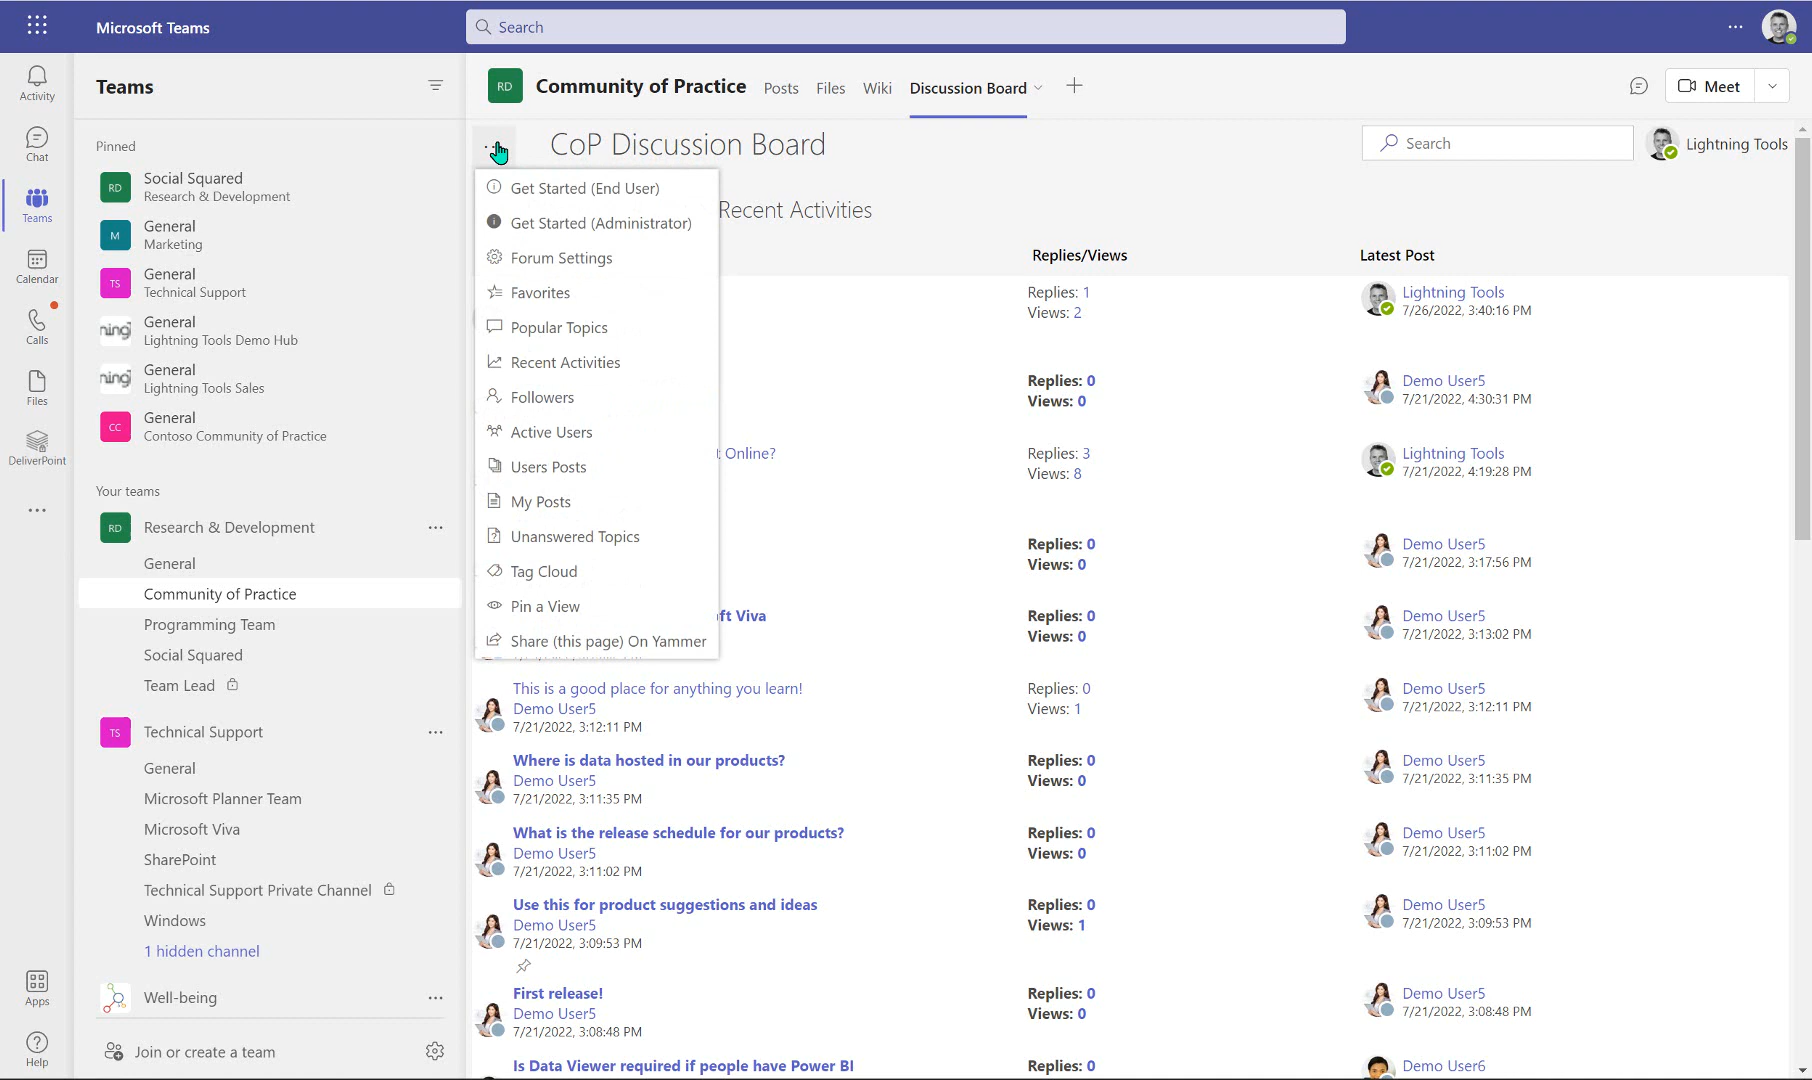 Microsoft Teams
Search
Activity
Chat
Teams
Calendar
Calls
Files
DeliverPoint
Apps
Help
Teams
Pinned
RD
Social Squared
Research & Development
M
General
Marketing
TS
General
Technical Support
ning
General
Lightning Tools Demo Hub
ning
General
Lightning Tools Sales
CC
General
Contoso Community of Practice
Your teams
RD Research & Development
General
Community of Practice
Programming Team
Social Squared
Team Lead
TS Technical Support
General
Microsoft Planner Team
Microsoft Viva
SharePoint
Technical Support Private Channel
Windows
1 hidden channel
Well-being
Join or create a team
RD Community of Practice Posts Files Wiki Discussion Board Meet
CoP Discussion Board
Search
Lightning Tools
Get Started (End User)
Get Started (Administrator)
Forum Settings
Favorites
Popular Topics
Recent Activities
Followers
Active Users
Users Posts
My Posts
Unanswered Topics
Tag Cloud
Pin a View
Share (this page) On Yammer
Recent Activities
Replies/Views Latest Post
Replies: 1
Views: 2
Lightning Tools
7/26/2022, 3:40:16 PM
Replies: 0
Views: 0
Demo User5
7/21/2022, 4:30:31 PM
Online?
Replies: 3
Views: 8
Lightning Tools
7/21/2022, 4:19:28 PM
Replies: 0
Views: 0
Demo User5
7/21/2022, 3:17:56 PM
ft Viva
Replies: 0
Views: 0
Demo User5
7/21/2022, 3:13:02 PM
This is a good place for anything you learn!
Demo User5
7/21/2022, 3:12:11 PM
Replies: 0
Views: 1
Demo User5
7/21/2022, 3:12:11 PM
Where is data hosted in our products?
Demo User5
7/21/2022, 3:11:35 PM
Replies: 0
Views: 0
Demo User5
7/21/2022, 3:11:35 PM
What is the release schedule for our products?
Demo User5
7/21/2022, 3:11:02 PM
Replies: 0
Views: 0
Demo User5
7/21/2022, 3:11:02 PM
Use this for product suggestions and ideas
Demo User5
7/21/2022, 3:09:53 PM
Replies: 0
Views: 1
Demo User5
7/21/2022, 3:09:53 PM
First release!
Demo User5
7/21/2022, 3:08:48 PM
Replies: 0
Views: 0
Demo User5
7/21/2022, 3:08:48 PM
Is Data Viewer required if people have Power BI
Replies: 0
Demo User6